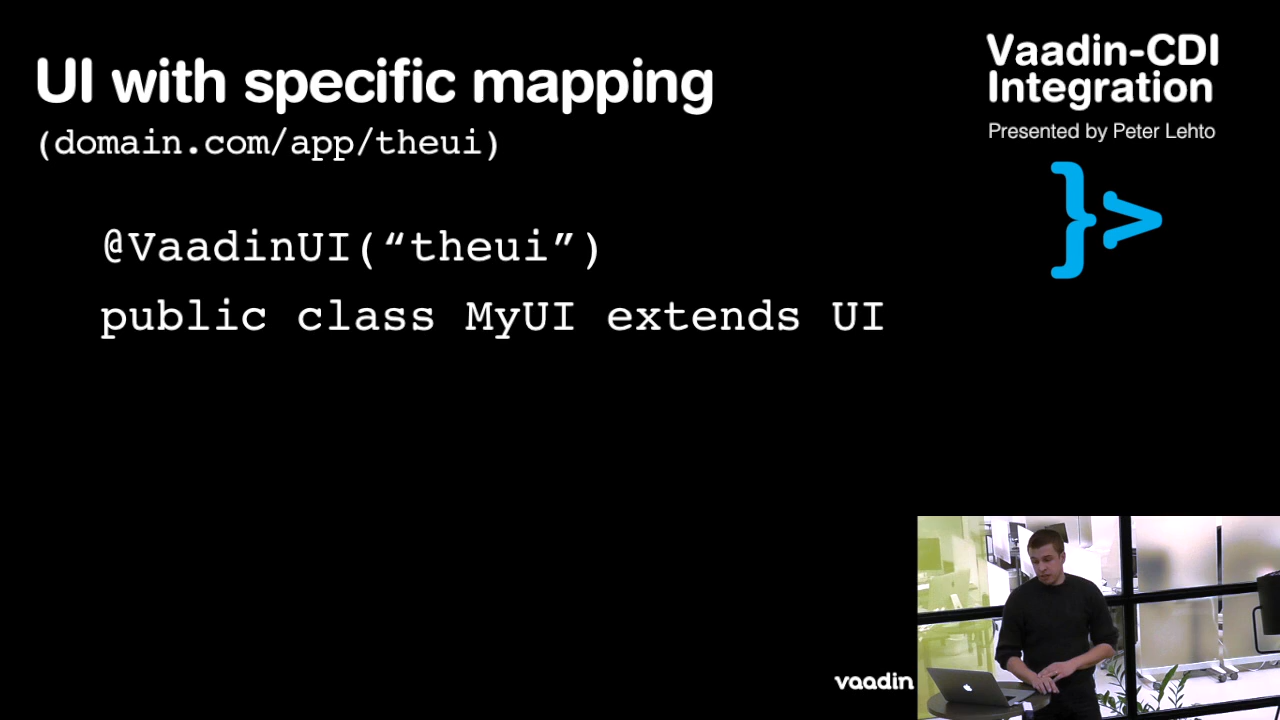 UI with specific mapping
(domain.com/app/theui)
@VaadinUI(“theui”)
public class MyUI extends UI
Vaadin-CDI
Integration
Presented by Peter Lehto
vaadin